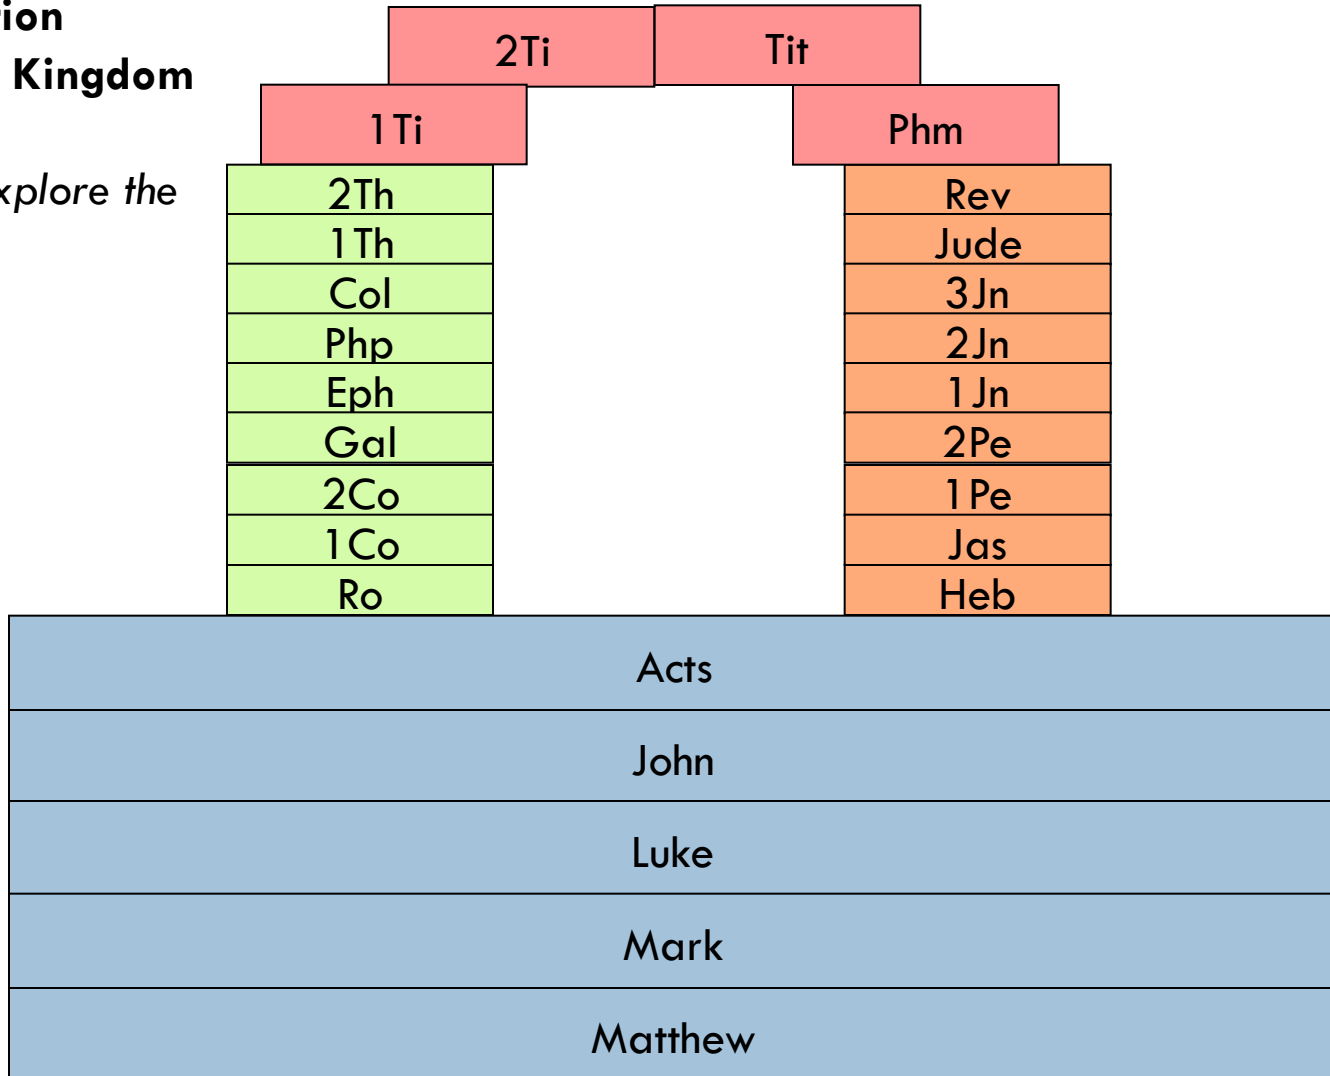 Kingdom
xplore the
2Ti
Tit
1Ti
Phm
2Th
1Th
Col
Php
Eph
Gal
2Co
1Co
Ro
Rev
Jude
3Jn
2Jn
1Jn
2Pe
1Pe
Jas
Heb
Acts
John
Luke
Mark
Matthew